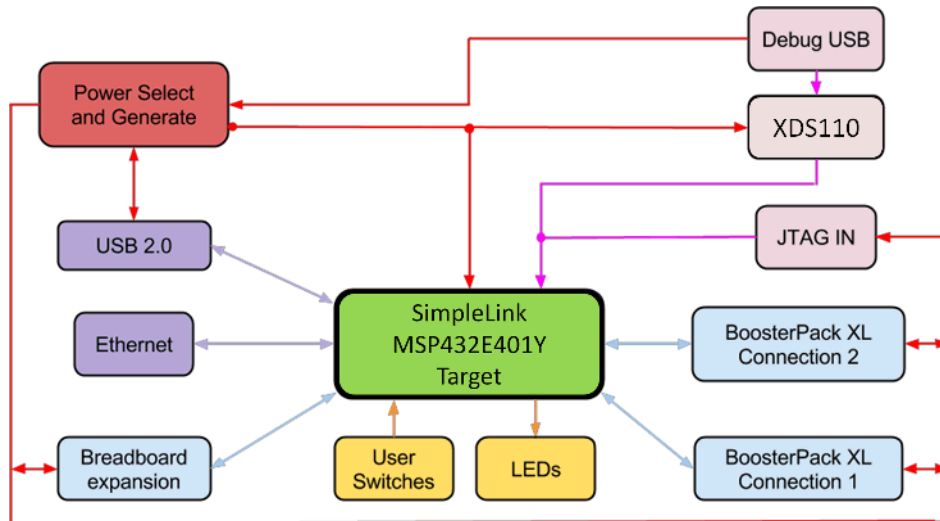 Debug USB
Power Select
and Generate
XDS110
USB 2.0
JTAG IN
SimpleLink
MSP432E401Y
Target
Ethernet
BoosterPack XL
Connection 2
Breadboard
expansion
User
Switches
LEDs
BoosterPack XL
Connection 1